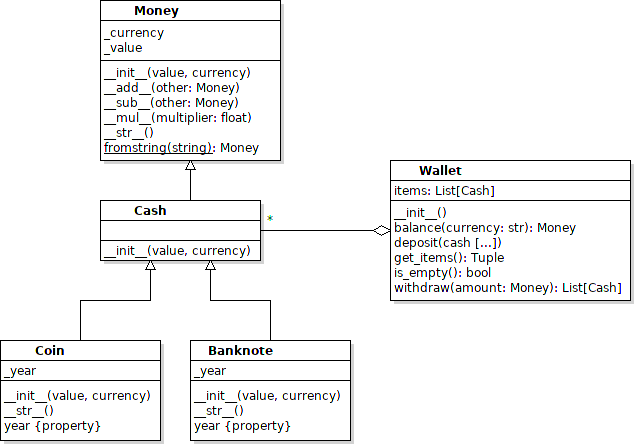 Money
_currency
_value
__init__(value, currency)
__add__(other: Money)
__sub__(other: Money)
__mul__(multiplier: float)
__str__()
fromstring(string): Money
Wallet
items: List[Cash]
__init__()
balance(currency: str): Money
deposit(cash [...])
get_items(): Tuple
is_empty(): bool
withdraw(amount: Money): List[Cash]
Cash
__init__(value, currency)
*
Coin
_year
__init__(value, currency)
__str__()
year {property}
Banknote
_year
__init__(value, currency)
__str__()
year {property}